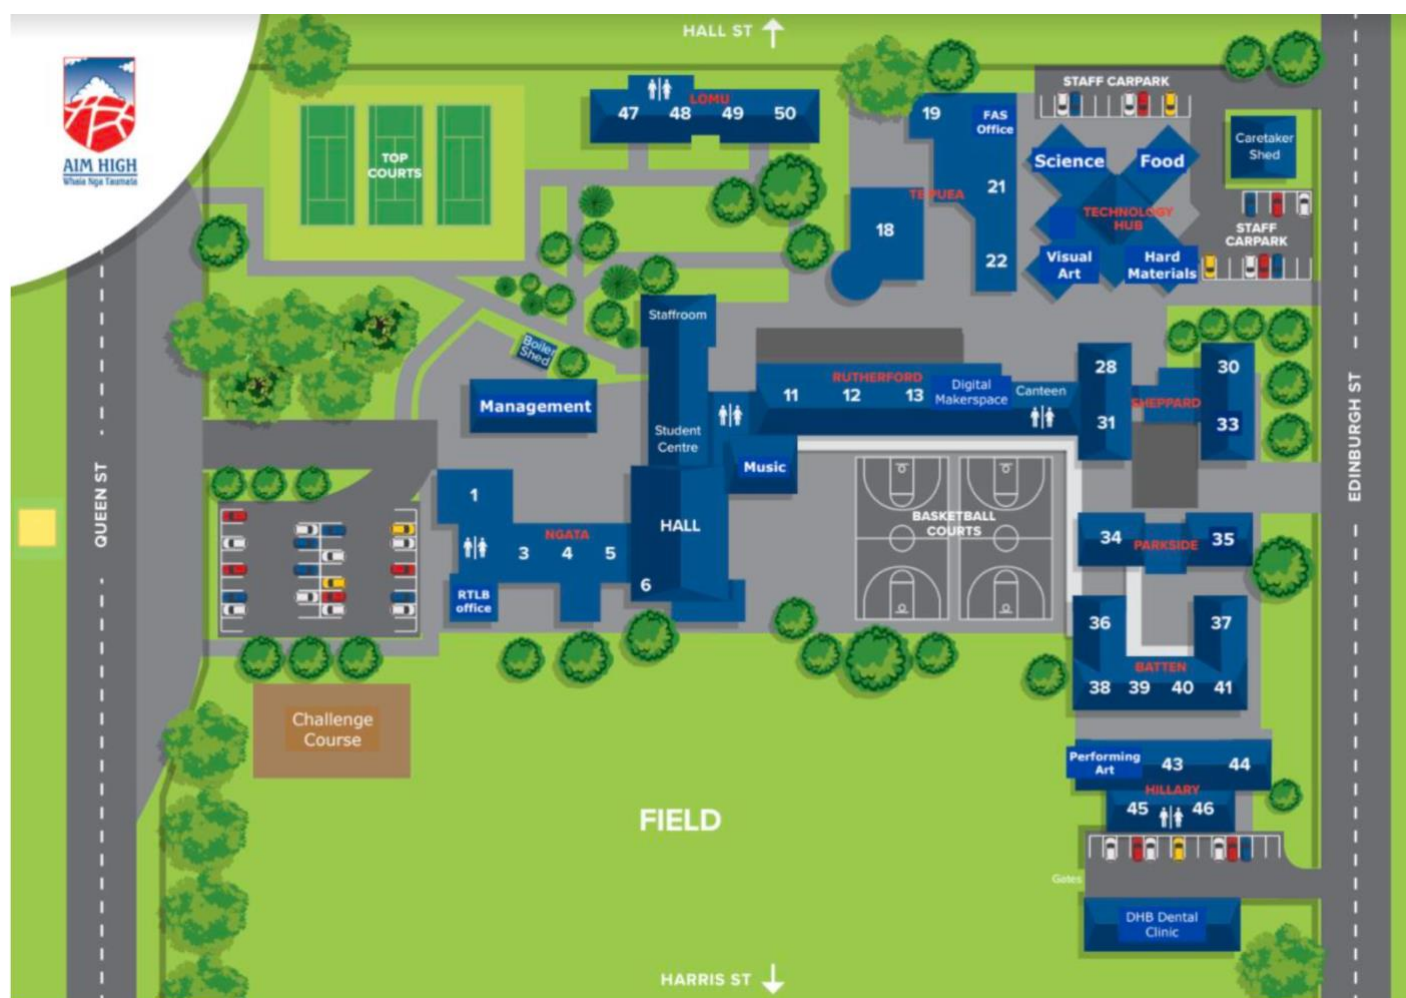 HALL ST
AIM HIGH
Whaia Nga Taumata
TOP
COURTS
LOMU
47 48 49 50
19
FAS
Office
21
TE PUEA
18
22
STAFF CARPARK
Science
Food
TECHNOLOGY
HUB
Visual
Art
Hard
Materials
Caretaker
Shed
STAFF
CARPARK
Staffroom
Boiler
Shed
Management
Student
Centre
RUTHERFORD
11 12 13
Digital
Makerspace
Canteen
Music
28
31
SHEPPARD
30
33
QUEEN ST
EDINBURGH ST
1
NGATA
3 4 5
RTLB
office
HALL
6
BASKETBALL
COURTS
34
PARKSIDE
35
36
37
BATTEN
38 39 40 41
Challenge
Course
FIELD
Performing
Art
43
44
HILLARY
45
46
Gates
DHB Dental
Clinic
HARRIS ST